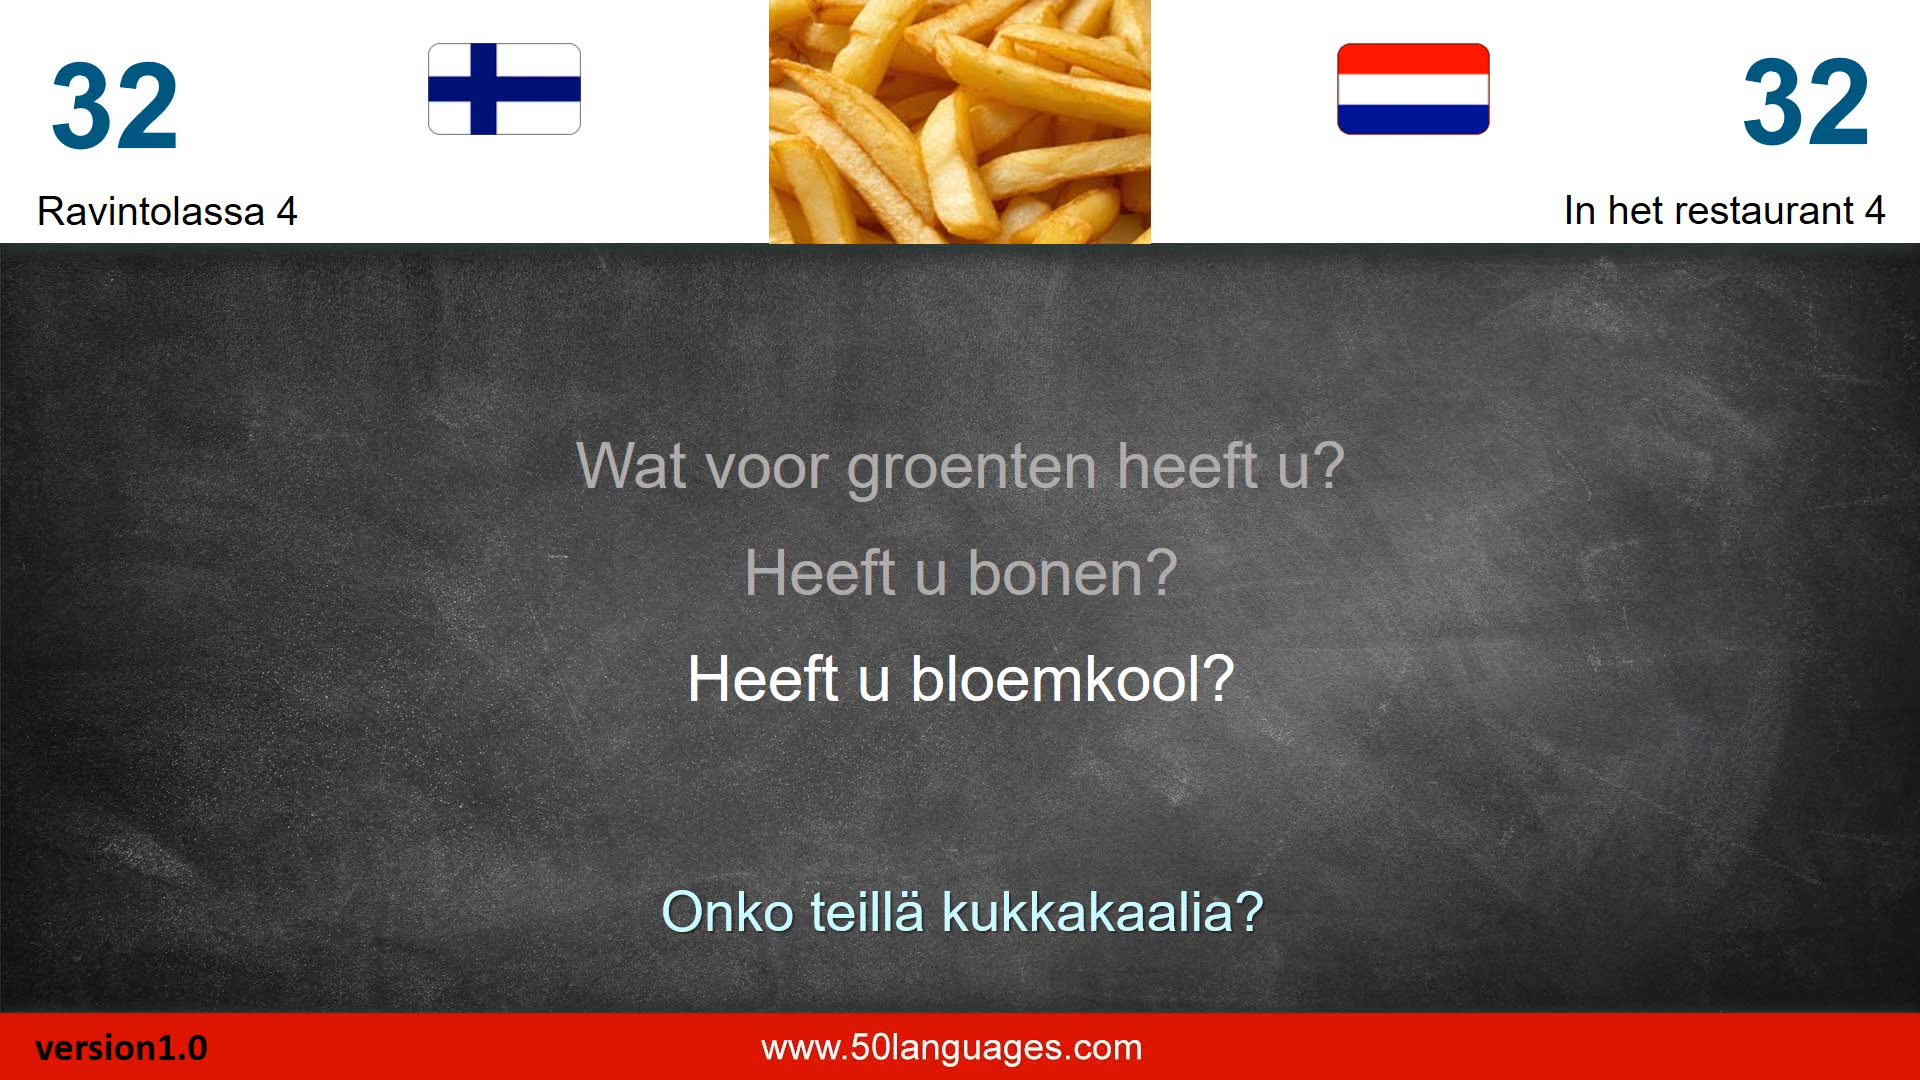 32
32
Ravintolassa 4
In het restaurant 4
Wat voor groenten heeft u?
Heeft u bonen?
Heeft u bloemkool?
Onko teillä kukkakaalia?
version1.0
www.50languages.com